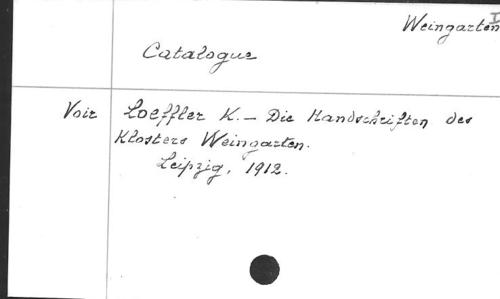 Weingarten I
Catalogue
Voir Loeffler K. – Die Handschriften des
Klosters Weingarten.
Leipzig, 1912.